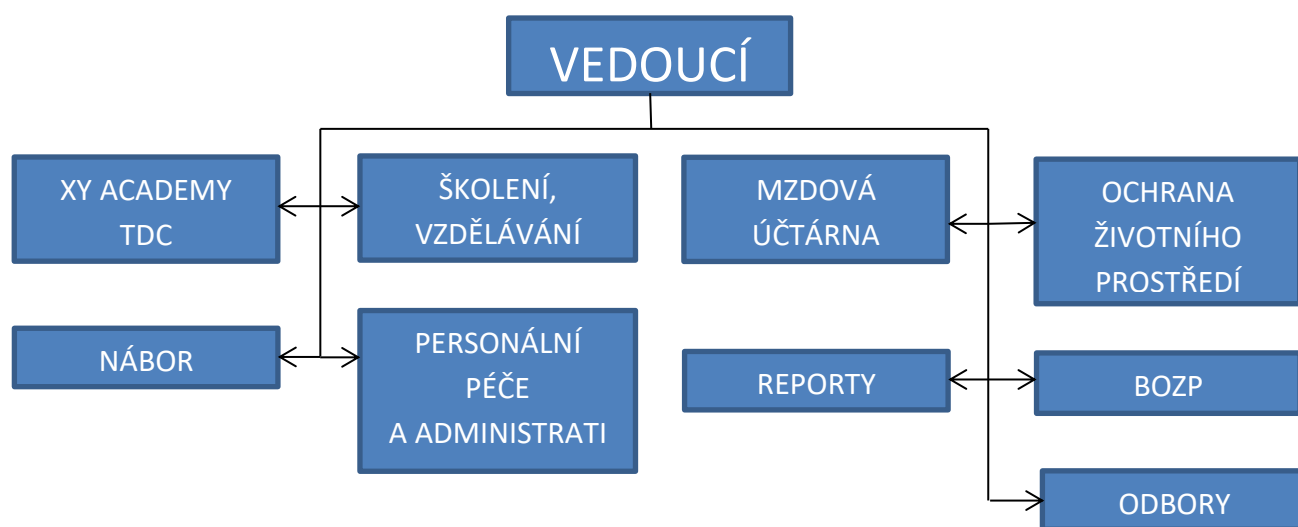 VEDOUCÍ
XY ACADEMY
TDC
ŠKOLENÍ,
VZDĚLÁVÁNÍ
MZDOVÁ
ÚČTÁRNA
OCHRANA
ŽIVOTNÍHO
PROSTŘEDÍ
NÁBOR
PERSONÁLNÍ
PÉČE
A ADMINISTRATI
REPORTY
BOZP
ODBORY